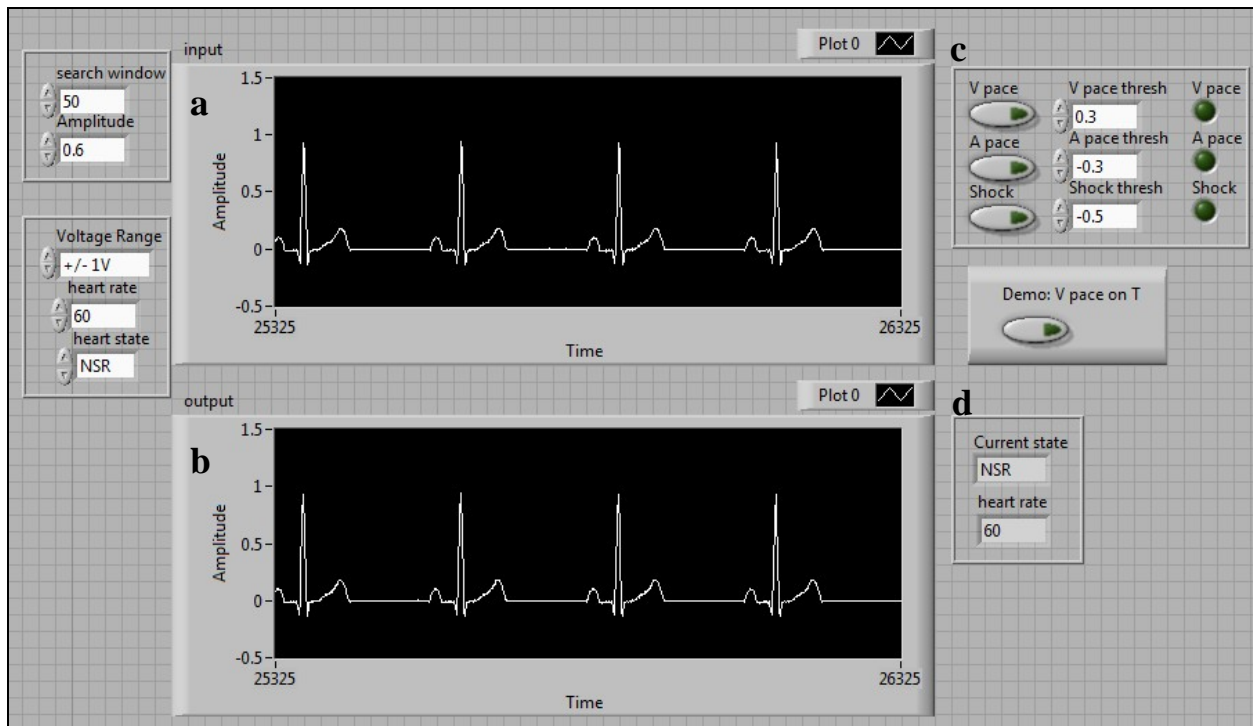 search window
50
Amplitude
0.6
Voltage Range
+/- 1V
heart rate
60
heart state
NSR
input
Plot 0
a
Amplitude
1.5
1
0.5
0
-0.5
25325
26325
Time
output
Plot 0
b
Amplitude
1.5
1
0.5
0
-0.5
25325
26325
Time
c
V pace
V pace thresh
V pace
0.3
A pace
A pace thresh
A pace
-0.3
Shock
Shock thresh
Shock
-0.5
Demo: V pace on T
d
Current state
NSR
heart rate
60